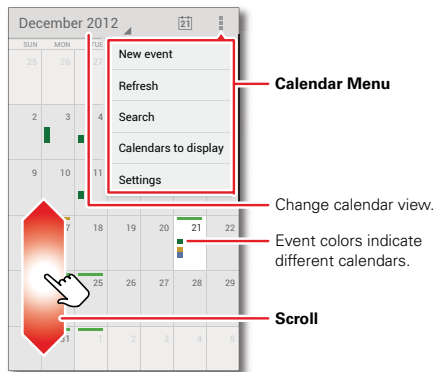 December 2012
21
SUN MON TUE
25 26 27
2 3 4
9 10 11
7 18 19 20 21 22
25 26 27 28 29
31 1 2 3 4 5
New event
Refresh
Search
Calendars to display
Settings
Calendar Menu
Change calendar view.
Event colors indicate
different calendars.
Scroll